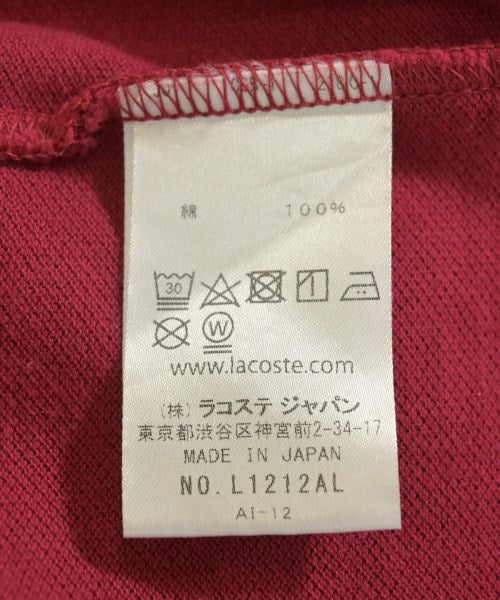 綿 100%
30
W
www.lacoste.com
(株) ラコステ ジャパン
東京都渋谷区神宮前2-34-17
MADE IN JAPAN
NO. L1212AL
AI-12